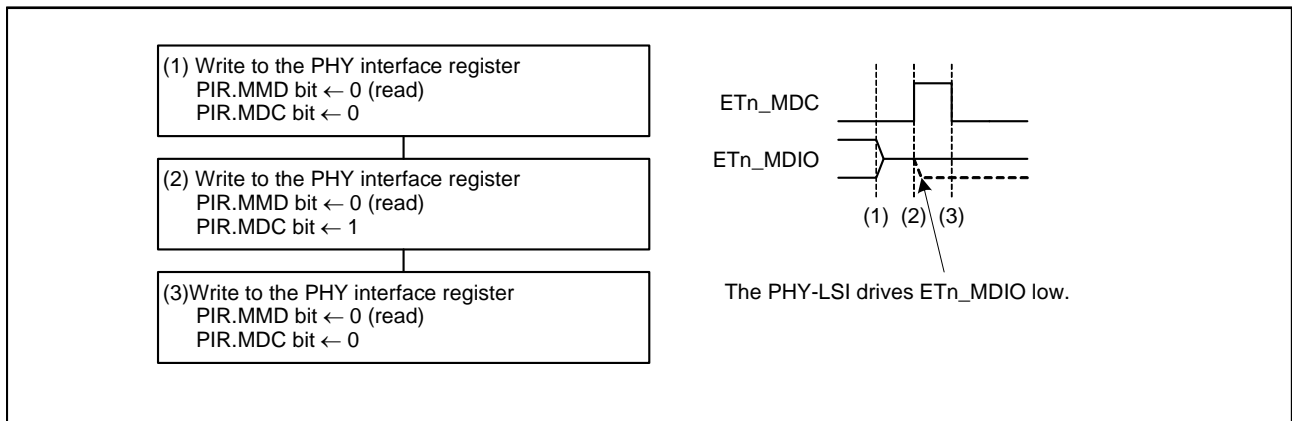 (1) Write to the PHY interface register
PIR.MMD bit ← 0 (read)
PIR.MDC bit ← 0
(2) Write to the PHY interface register
PIR.MMD bit ← 0 (read)
PIR.MDC bit ← 1
(3)Write to the PHY interface register
PIR.MMD bit ← 0 (read)
PIR.MDC bit ← 0
ETn_MDC
ETn_MDIO
(1) (2) (3)
The PHY-LSI drives ETn_MDIO low.